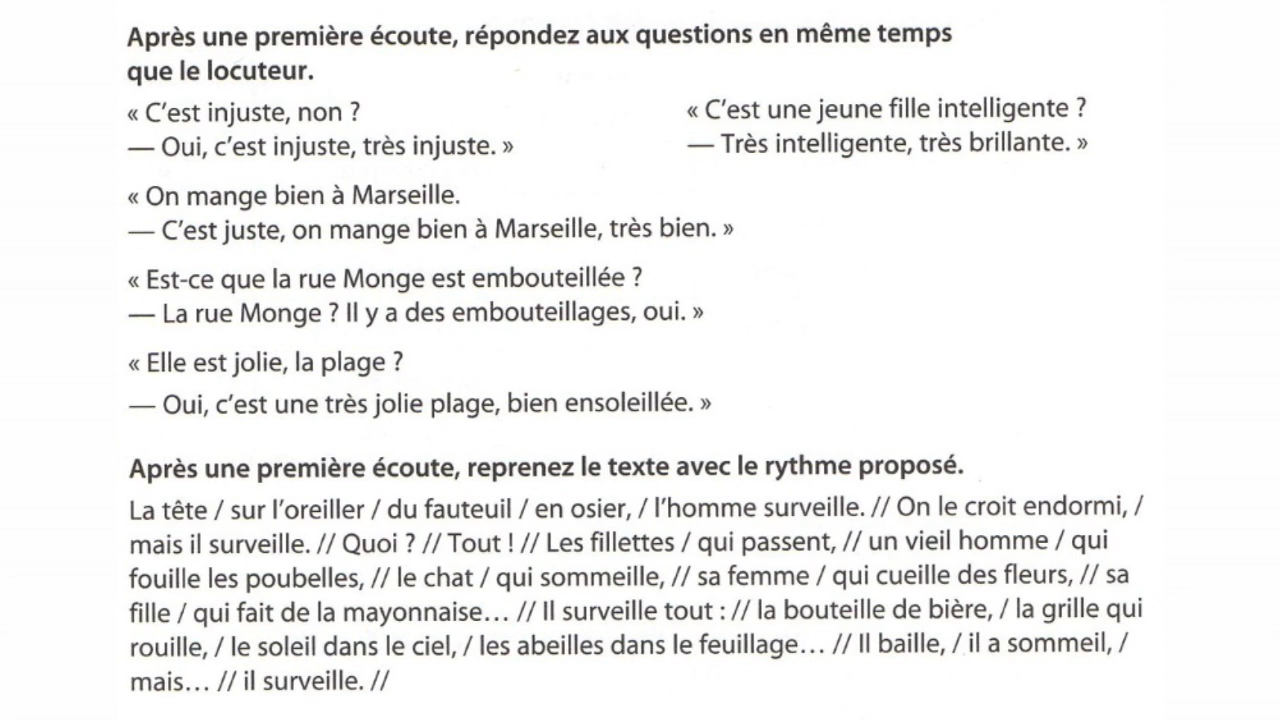 Après une première écoute, répondez aux questions en même temps
que le locuteur.
« C'est injuste, non ?
— Oui, c'est injuste, très injuste. »
« C'est une jeune fille intelligente ?
— Très intelligente, très brillante. »
« On mange bien à Marseille.
— C'est juste, on mange bien à Marseille, très bien. »
« Est-ce que la rue Monge est embouteillée ?
— La rue Monge ? Il y a des embouteillages, oui. »
« Elle est jolie, la plage ?
— Oui, c'est une très jolie plage, bien ensoleillée. »
Après une première écoute, reprenez le texte avec le rythme proposé.
La tête / sur l'oreiller / du fauteuil / en osier, / l'homme surveille. // On le croit endormi, /
mais il surveille. // Quoi ? // Tout ! // Les fillettes / qui passent, // un vieil homme / qui
fouille les poubelles, // le chat / qui sommeille, // sa femme / qui cueille des fleurs, // sa
fille / qui fait de la mayonnaise... // Il surveille tout : // la bouteille de bière, / la grille qui
rouille, / le soleil dans le ciel, / les abeilles dans le feuillage... // Il baille, / il a sommeil, /
mais... // il surveille. //